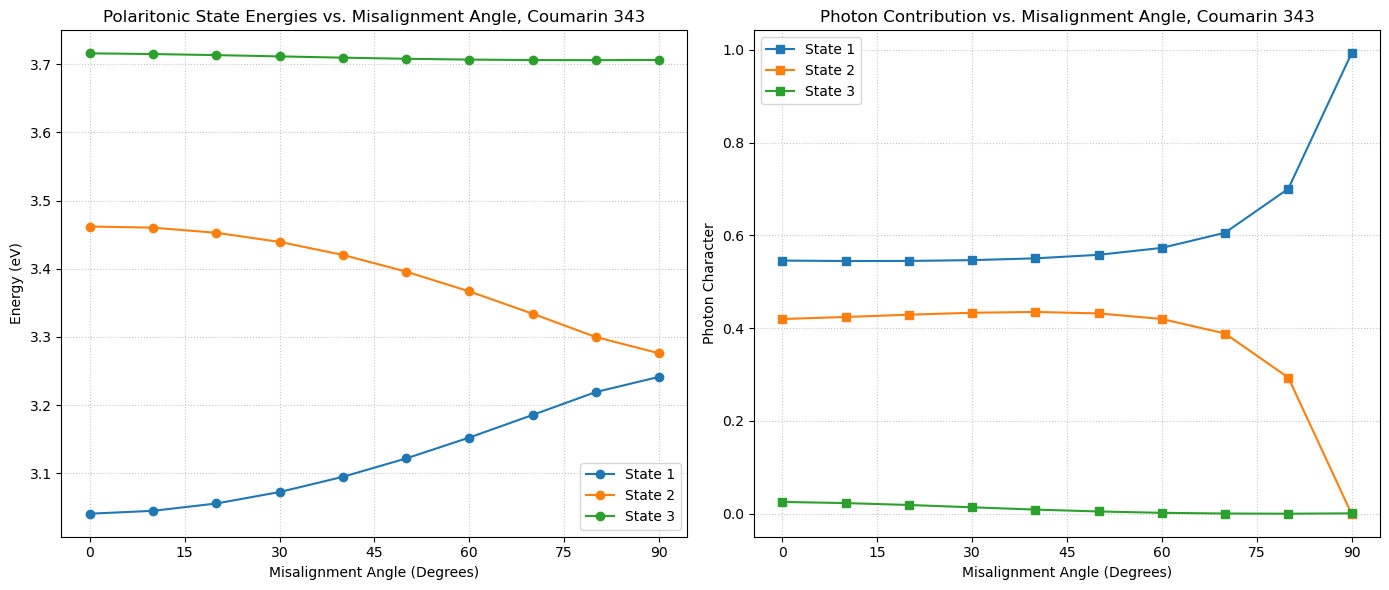 Polaritonic State Energies vs. Misalignment Angle, Coumarin 343
3.7
3.6
3.5
3.4
3.3
3.2
3.1
Energy (eV)
0 15 30 45 60 75 90
Misalignment Angle (Degrees)
State 1
State 2
State 3
Photon Contribution vs. Misalignment Angle, Coumarin 343
State 1
State 2
State 3
1.0
0.8
0.6
0.4
0.2
0.0
Photon Character
0 15 30 45 60 75 90
Misalignment Angle (Degrees)